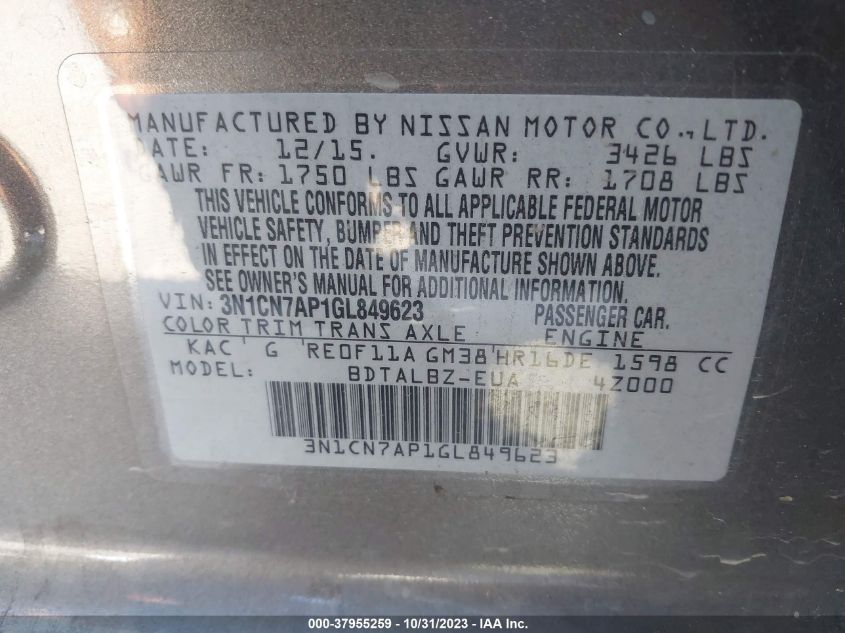 MANUFACTURED BY NISSAN MOTOR CO., LTD.
DATE: 12/15. GVWR: 3426 LBS
GAWR FR: 1750 LBS GAWR RR: 1708 LBS
THIS VEHICLE CONFORMS TO ALL APPLICABLE FEDERAL MOTOR
VEHICLE SAFETY, BUMPER AND THEFT PREVENTION STANDARDS
IN EFFECT ON THE DATE OF MANUFACTURE SHOWN ABOVE.
SEE OWNER'S MANUAL FOR ADDITIONAL INFORMATION.
VIN: 3N1CN7AP1GL849623 PASSENGER CAR.
COLOR TRIM TRANS AXLE ENGINE
KAC' G 'RE0F11A GM38'HR16DE 1598 CC
MODEL: BDTALBZ-EUA 4Z000
3N1CN7AP1GL849623
000-37955259 - 10/31/2023 - IAA Inc.